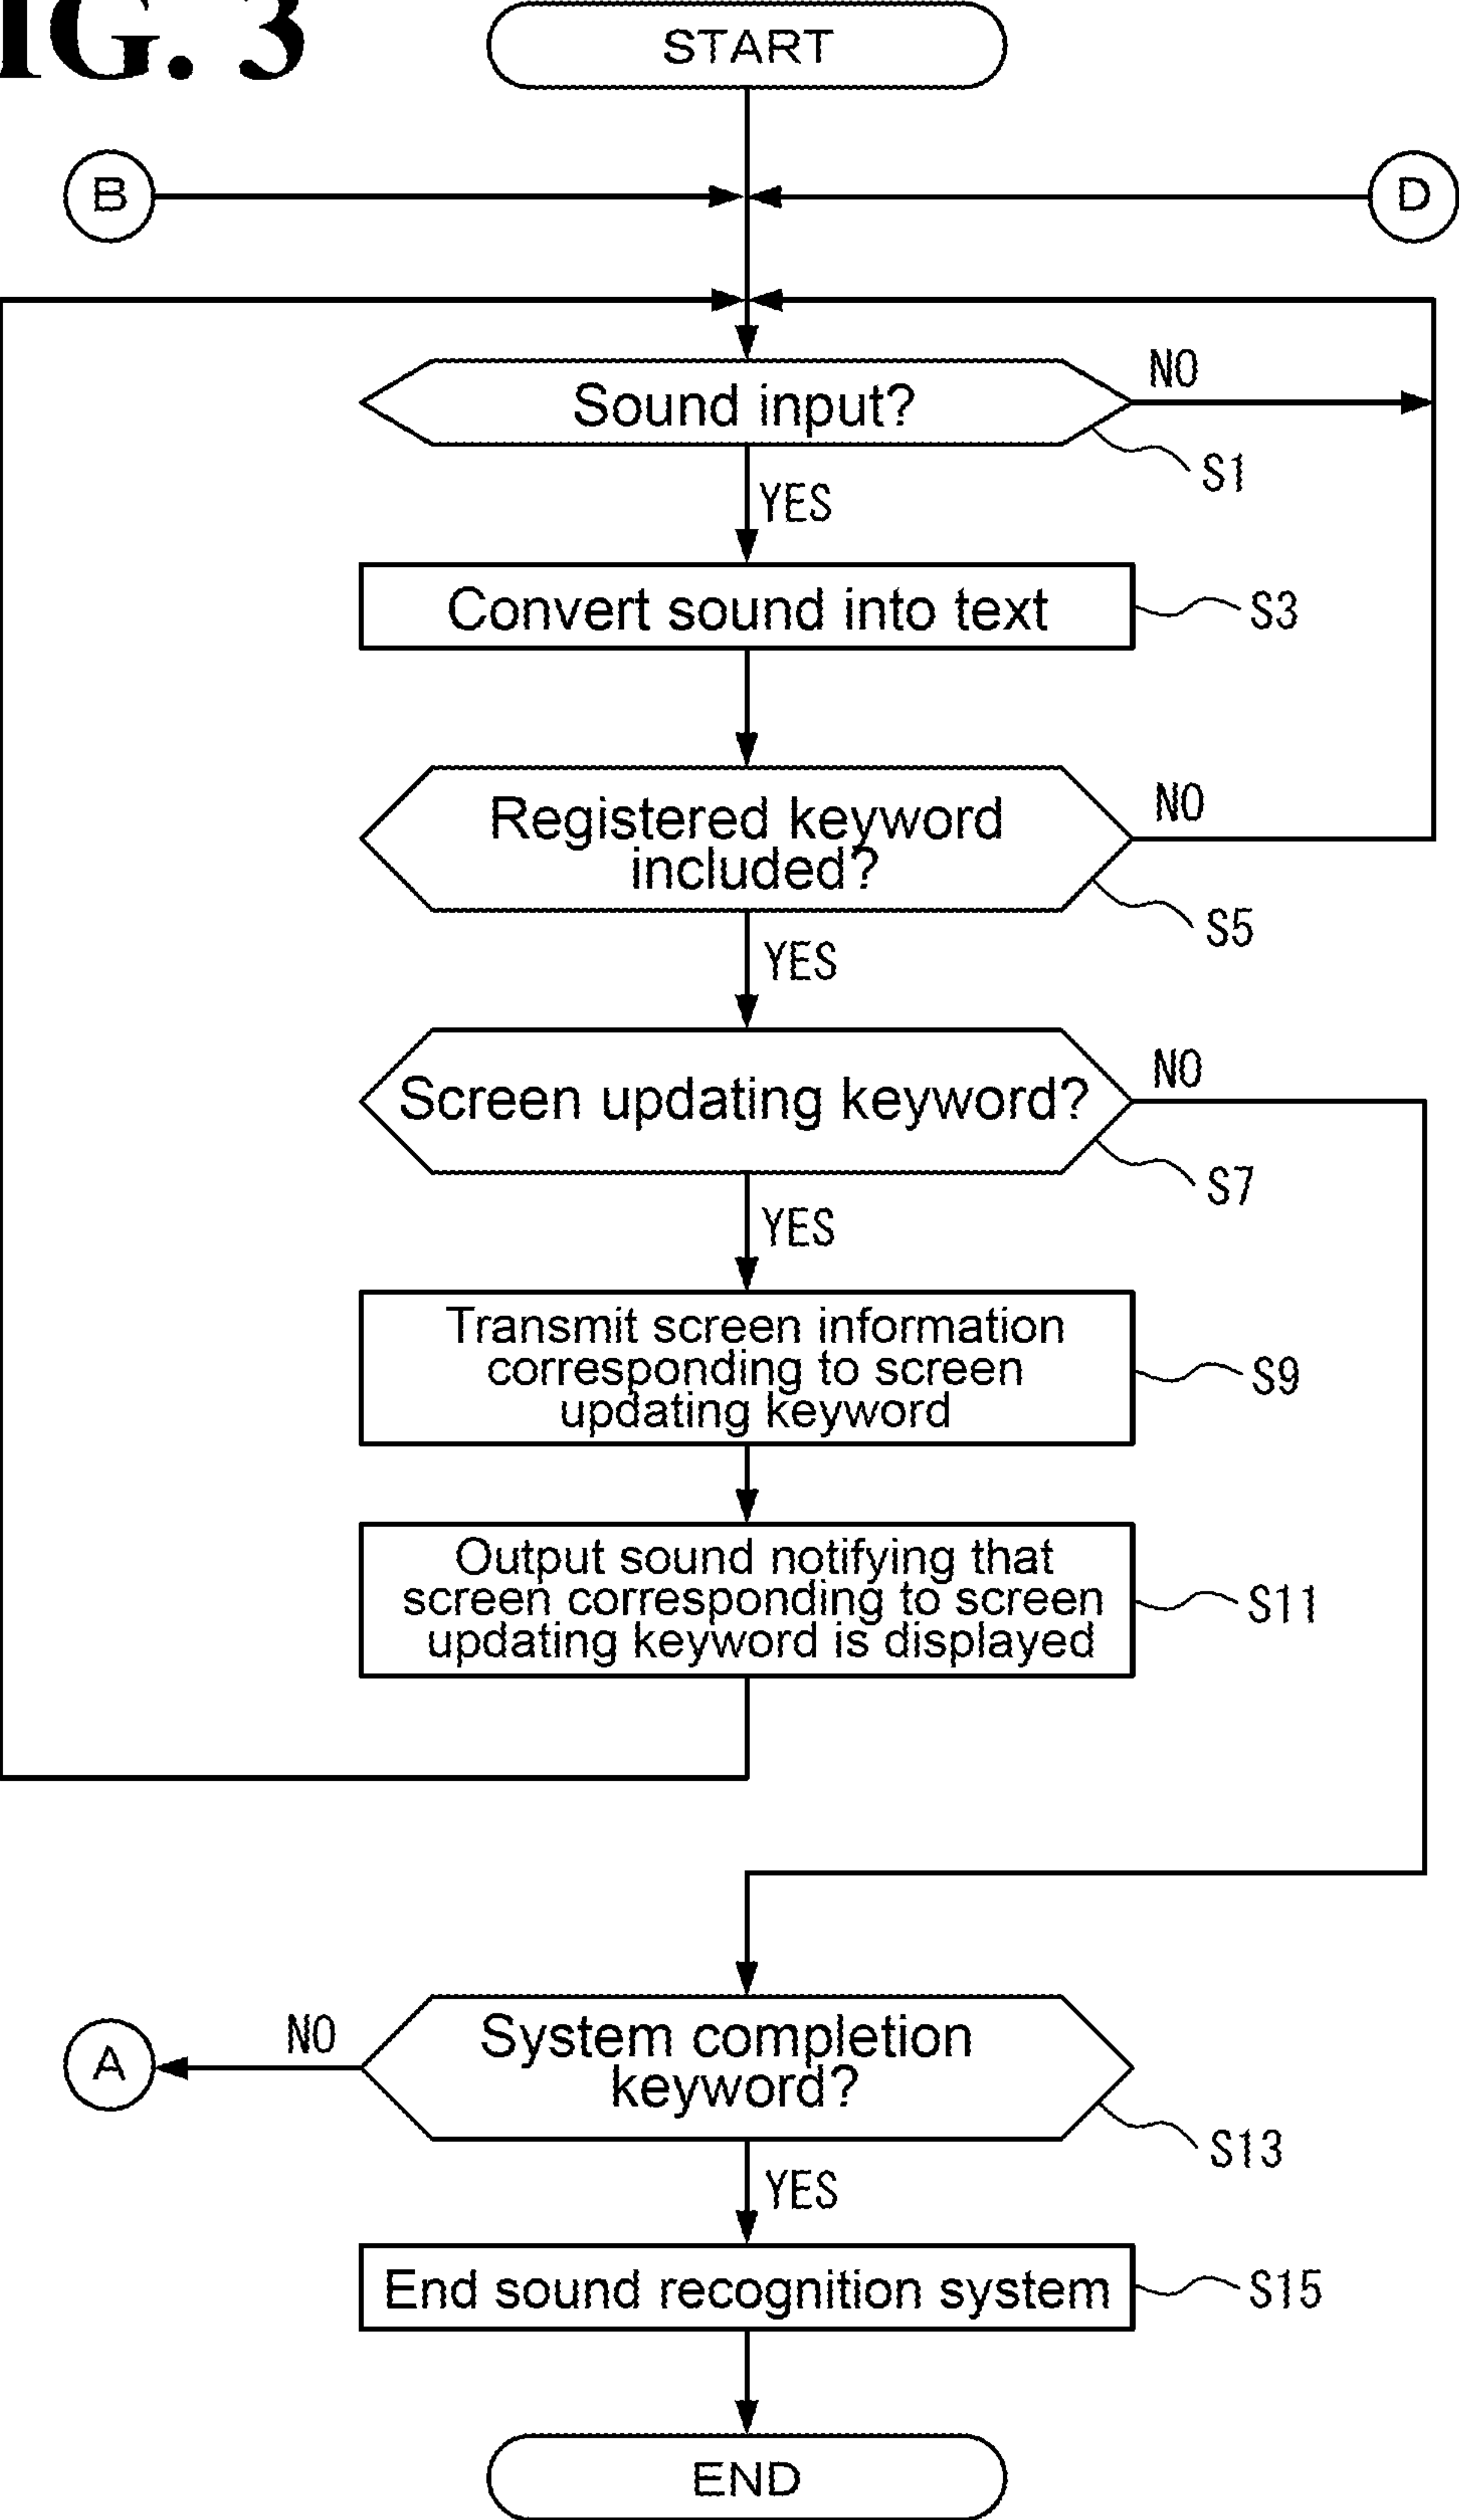 IG. 3
START
B
D
Sound input?
NO
S1
YES
Convert sound into text
S3
Registered keyword
included?
NO
S5
YES
Screen updating keyword?
NO
S7
YES
Transmit screen information
corresponding to screen
updating keyword
S9
Output sound notifying that
screen corresponding to screen
updating keyword is displayed
S11
A
NO
System completion
keyword?
S13
YES
End sound recognition system
S15
END